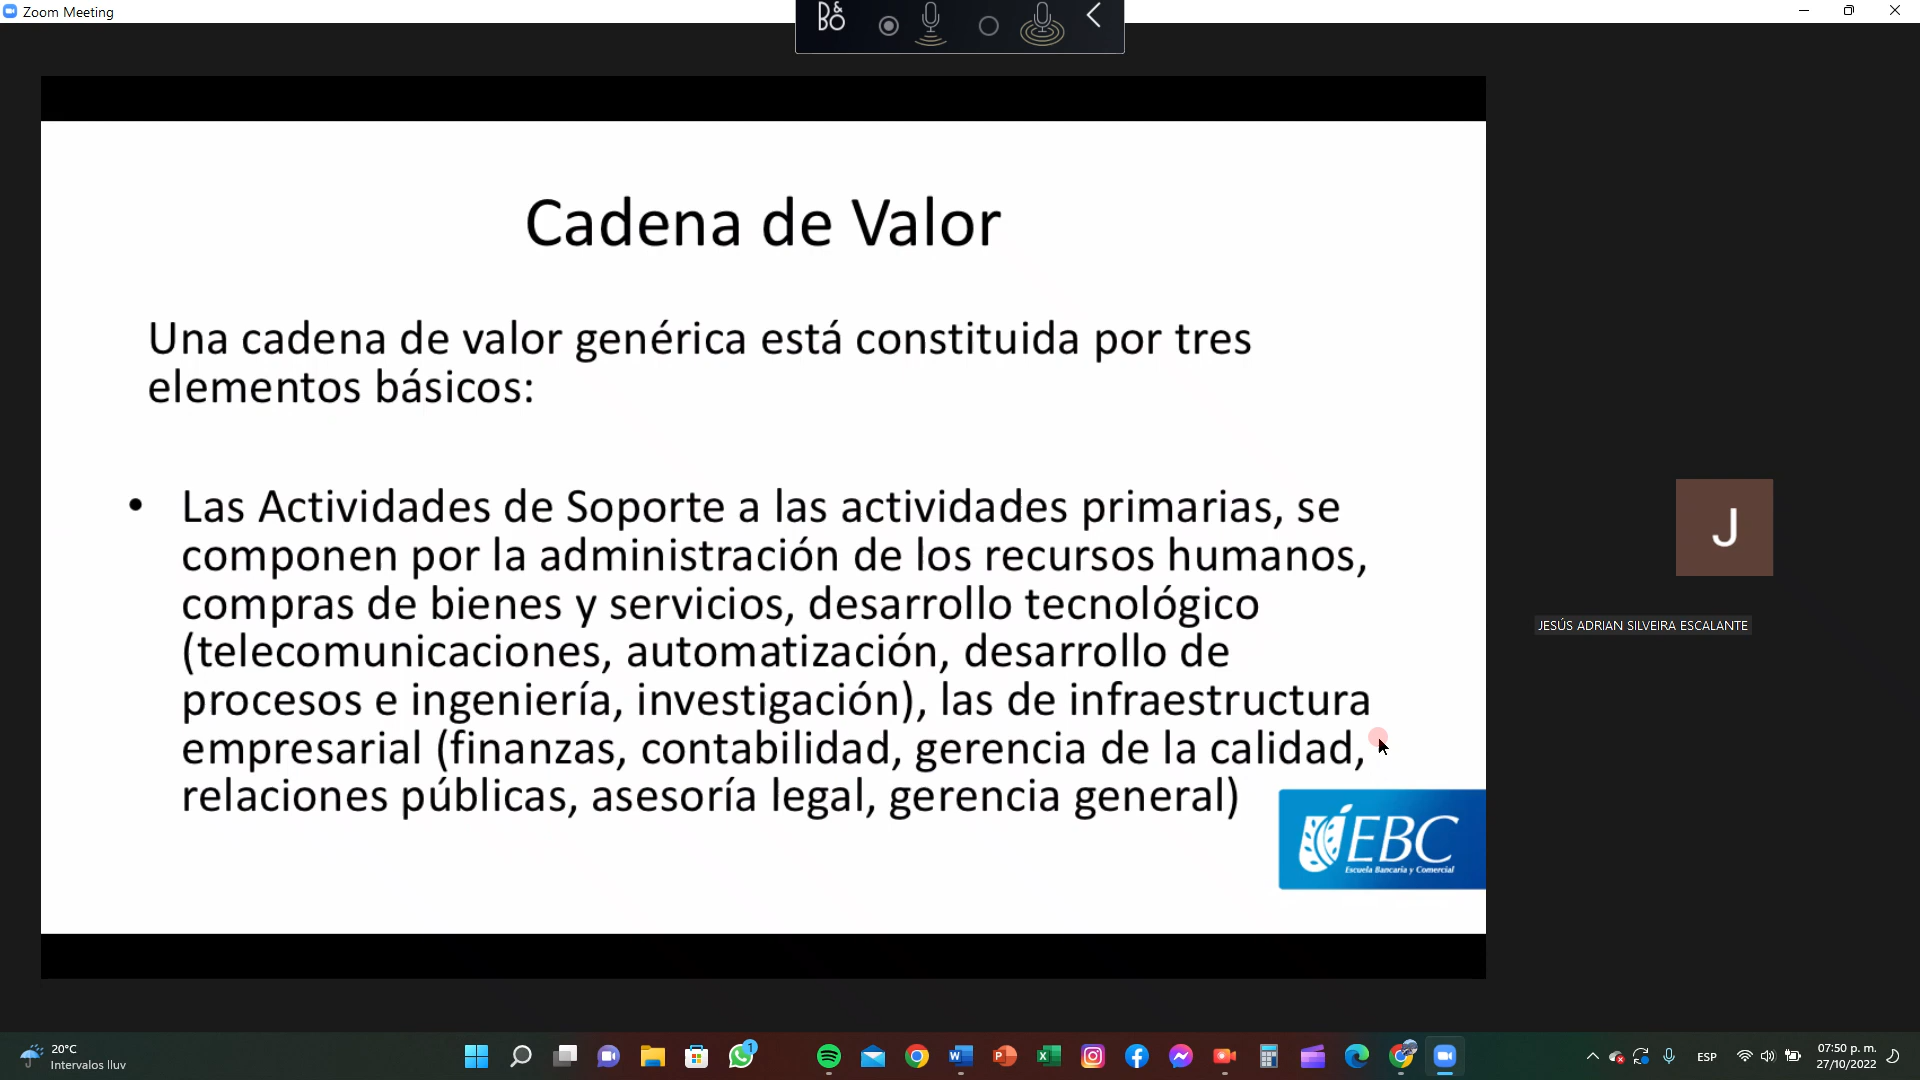 Zoom Meeting
B&O
Cadena de Valor
Una cadena de valor genérica está constituida por tres
elementos básicos:
• Las Actividades de Soporte a las actividades primarias, se
componen por la administración de los recursos humanos,
compras de bienes y servicios, desarrollo tecnológico
(telecomunicaciones, automatización, desarrollo de
procesos e ingeniería, investigación), las de infraestructura
empresarial (finanzas, contabilidad, gerencia de la calidad,
relaciones públicas, asesoría legal, gerencia general)
EBC
Escuela Bancaria y Comercial
J
JESÚS ADRIAN SILVEIRA ESCALANTE
20°C
Intervalos lluv
1
ESP
07:50 p. m.
27/10/2022